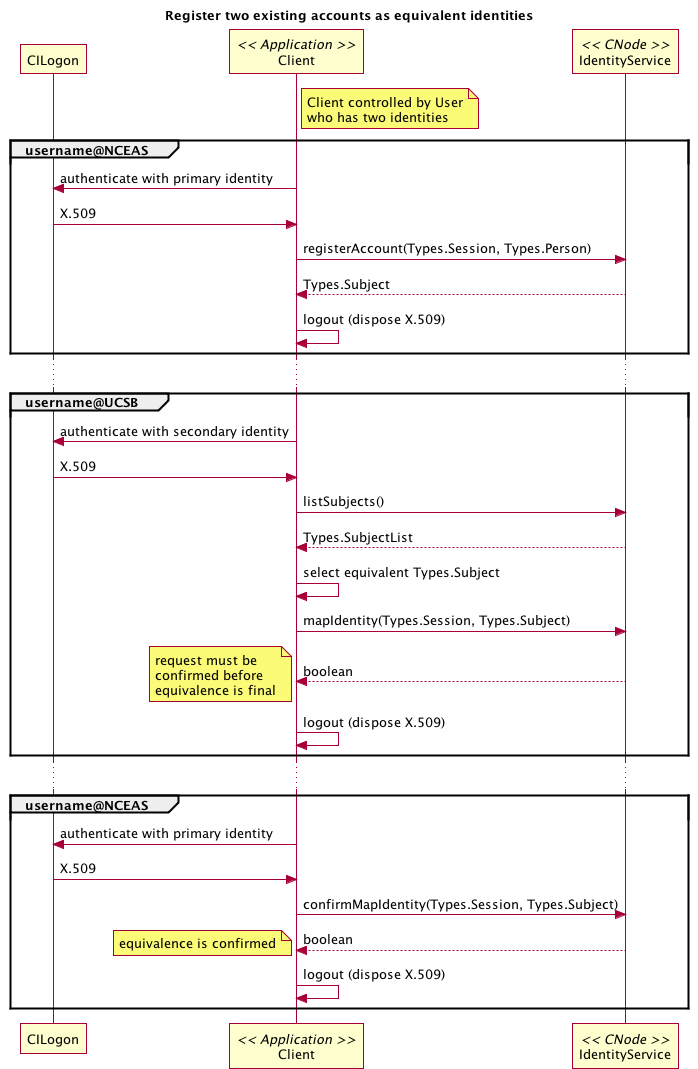 Register two existing accounts as equivalent identities
CILogon
<< Application >>
Client
<< CNode >>
IdentityService
Client controlled by User
who has two identities
username@NCEAS
authenticate with primary identity
X.509
registerAccount(Types.Session, Types.Person)
Types.Subject
logout (dispose X.509)
username@UCSB
authenticate with secondary identity
X.509
listSubjects()
Types.SubjectList
select equivalent Types.Subject
mapIdentity(Types.Session, Types.Subject)
request must be
confirmed before
equivalence is final
boolean
logout (dispose X.509)
username@NCEAS
authenticate with primary identity
X.509
confirmMapIdentity(Types.Session, Types.Subject)
equivalence is confirmed
boolean
logout (dispose X.509)
CILogon
<< Application >>
Client
<< CNode >>
IdentityService